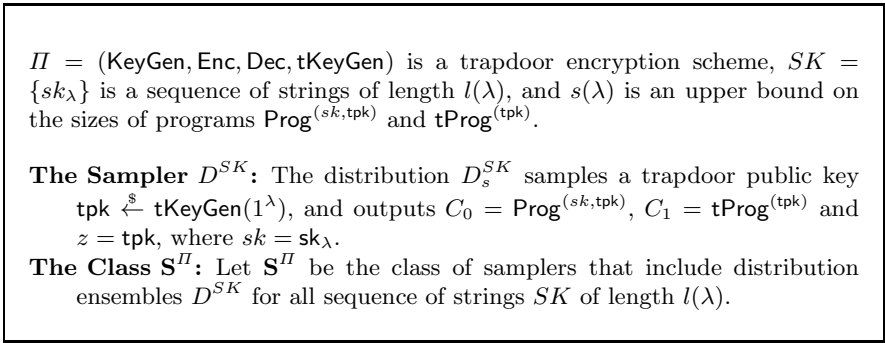 Π = (KeyGen, Enc, Dec, tKeyGen) is a trapdoor encryption scheme, SK =
{sk_λ} is a sequence of strings of length l(λ), and s(λ) is an upper bound on
the sizes of programs Prog^(sk,tpk) and tProg^(tpk).
The Sampler D^SK: The distribution D_s^SK samples a trapdoor public key
tpk ←$ tKeyGen(1^λ), and outputs C_0 = Prog^(sk,tpk), C_1 = tProg^(tpk) and
z = tpk, where sk = sk_λ.
The Class S^Π: Let S^Π be the class of samplers that include distribution
ensembles D^SK for all sequence of strings SK of length l(λ).